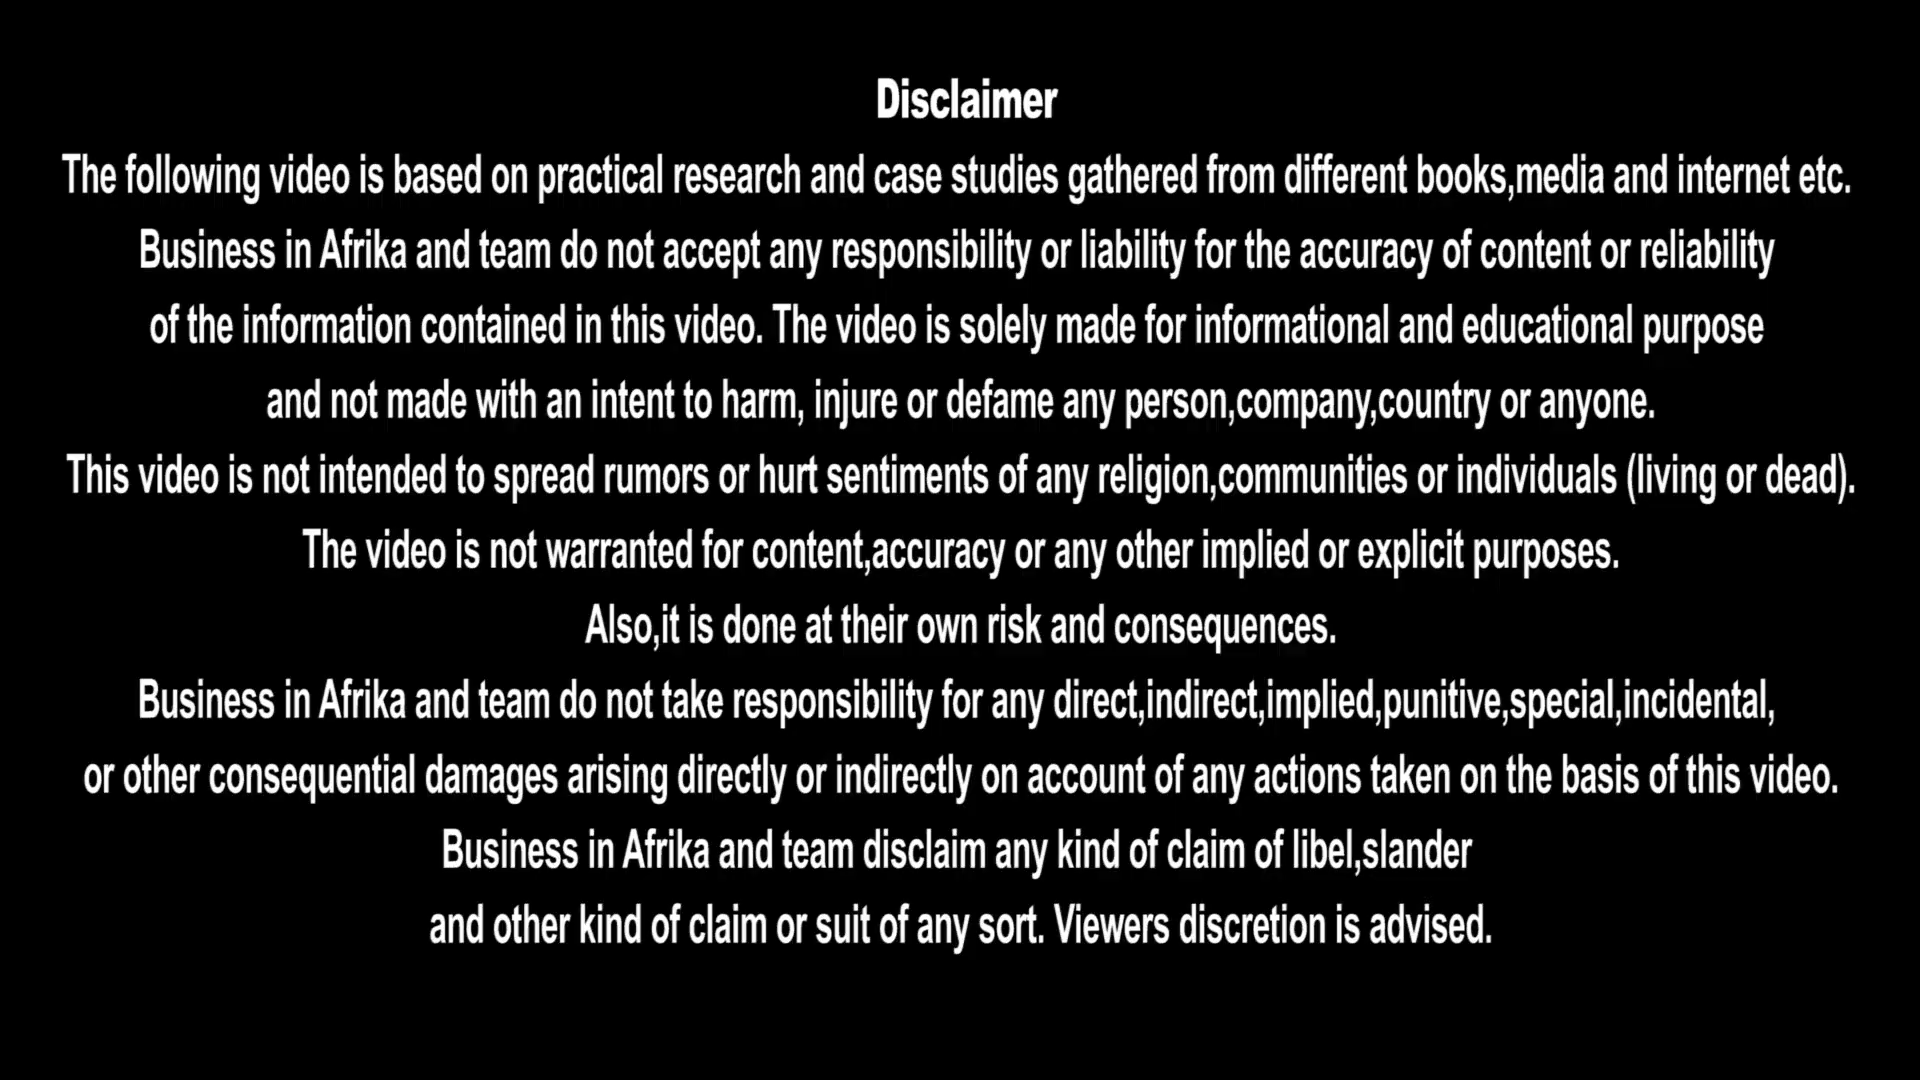 Disclaimer
The following video is based on practical research and case studies gathered from different books,media and internet etc.
Business in Afrika and team do not accept any responsibility or liability for the accuracy of content or reliability
of the information contained in this video. The video is solely made for informational and educational purpose
and not made with an intent to harm, injure or defame any person,company,country or anyone.
This video is not intended to spread rumors or hurt sentiments of any religion,communities or individuals (living or dead).
The video is not warranted for content,accuracy or any other implied or explicit purposes.
Also,it is done at their own risk and consequences.
Business in Afrika and team do not take responsibility for any direct,indirect,implied,punitive,special,incidental,
or other consequential damages arising directly or indirectly on account of any actions taken on the basis of this video.
Business in Afrika and team disclaim any kind of claim of libel,slander
and other kind of claim or suit of any sort. Viewers discretion is advised.